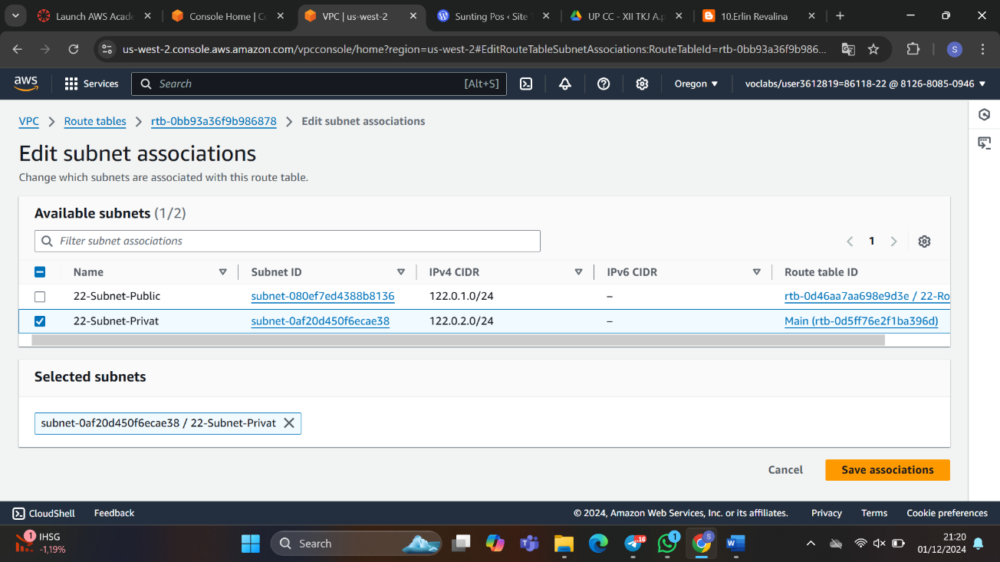 Launch AWS Acade
Console Home | Co
VPC | us-west-2
Sunting Pos ‹ Site T
UP CC - XII TKJ A.p
10.Erlin Revalina
us-west-2.console.aws.amazon.com/vpcconsole/home?region=us-west-2#EditRouteTableSubnetAssociations:RouteTableId=rtb-0bb93a36f9b986...
S
aws
Services
Search
[Alt+S]
Oregon
voclabs/user3612819=86118-22 @ 8126-8085-0946
VPC > Route tables > rtb-0bb93a36f9b986878 > Edit subnet associations
Edit subnet associations
Change which subnets are associated with this route table.
Available subnets (1/2)
Filter subnet associations
1
Name Subnet ID IPv4 CIDR IPv6 CIDR Route table ID
22-Subnet-Public subnet-080ef7ed4388b8136 122.0.1.0/24 – rtb-0d46aa7aa698e9d3e / 22-Ro
22-Subnet-Privat subnet-0af20d450f6ecae38 122.0.2.0/24 – Main (rtb-0d5ff76e2f1ba396d)
Selected subnets
subnet-0af20d450f6ecae38 / 22-Subnet-Privat
Cancel Save associations
CloudShell Feedback © 2024, Amazon Web Services, Inc. or its affiliates. Privacy Terms Cookie preferences
1
IHSG
-1,19%
Search
16
1
S
21:20
01/12/2024